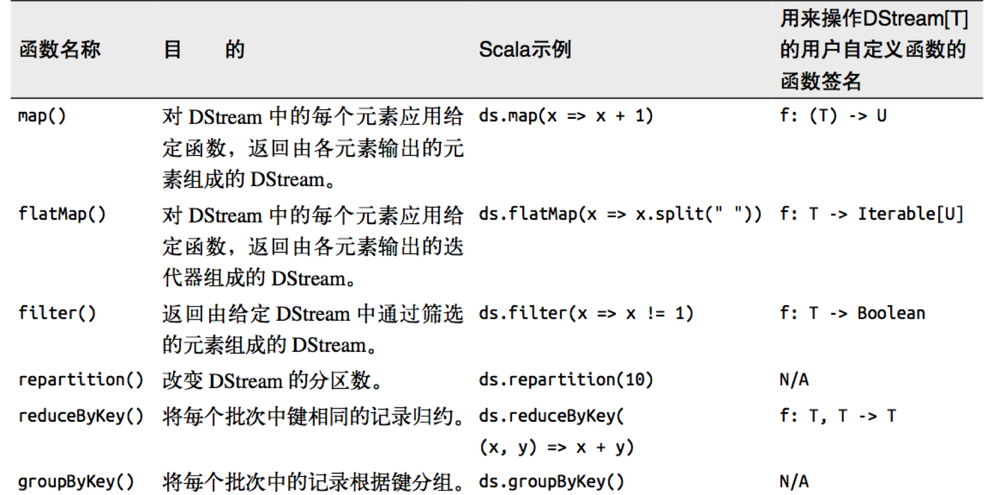 函数名称
目 的
Scala示例
用来操作DStream[T]
的用户自定义函数的
函数签名
map()
对 DStream 中的每个元素应用给
定函数，返回由各元素输出的元
素组成的 DStream。
ds.map(x => x + 1)
f: (T) -> U
flatMap()
对 DStream 中的每个元素应用给
定函数，返回由各元素输出的迭
代器组成的 DStream。
ds.flatMap(x => x.split(" "))
f: T -> Iterable[U]
filter()
返回由给定 DStream 中通过筛选
的元素组成的 DStream。
ds.filter(x => x != 1)
f: T -> Boolean
repartition()
改变 DStream 的分区数。
ds.repartition(10)
N/A
reduceByKey()
将每个批次中键相同的记录归约。
ds.reduceByKey(
(x, y) => x + y)
f: T, T -> T
groupByKey()
将每个批次中的记录根据键分组。
ds.groupByKey()
N/A